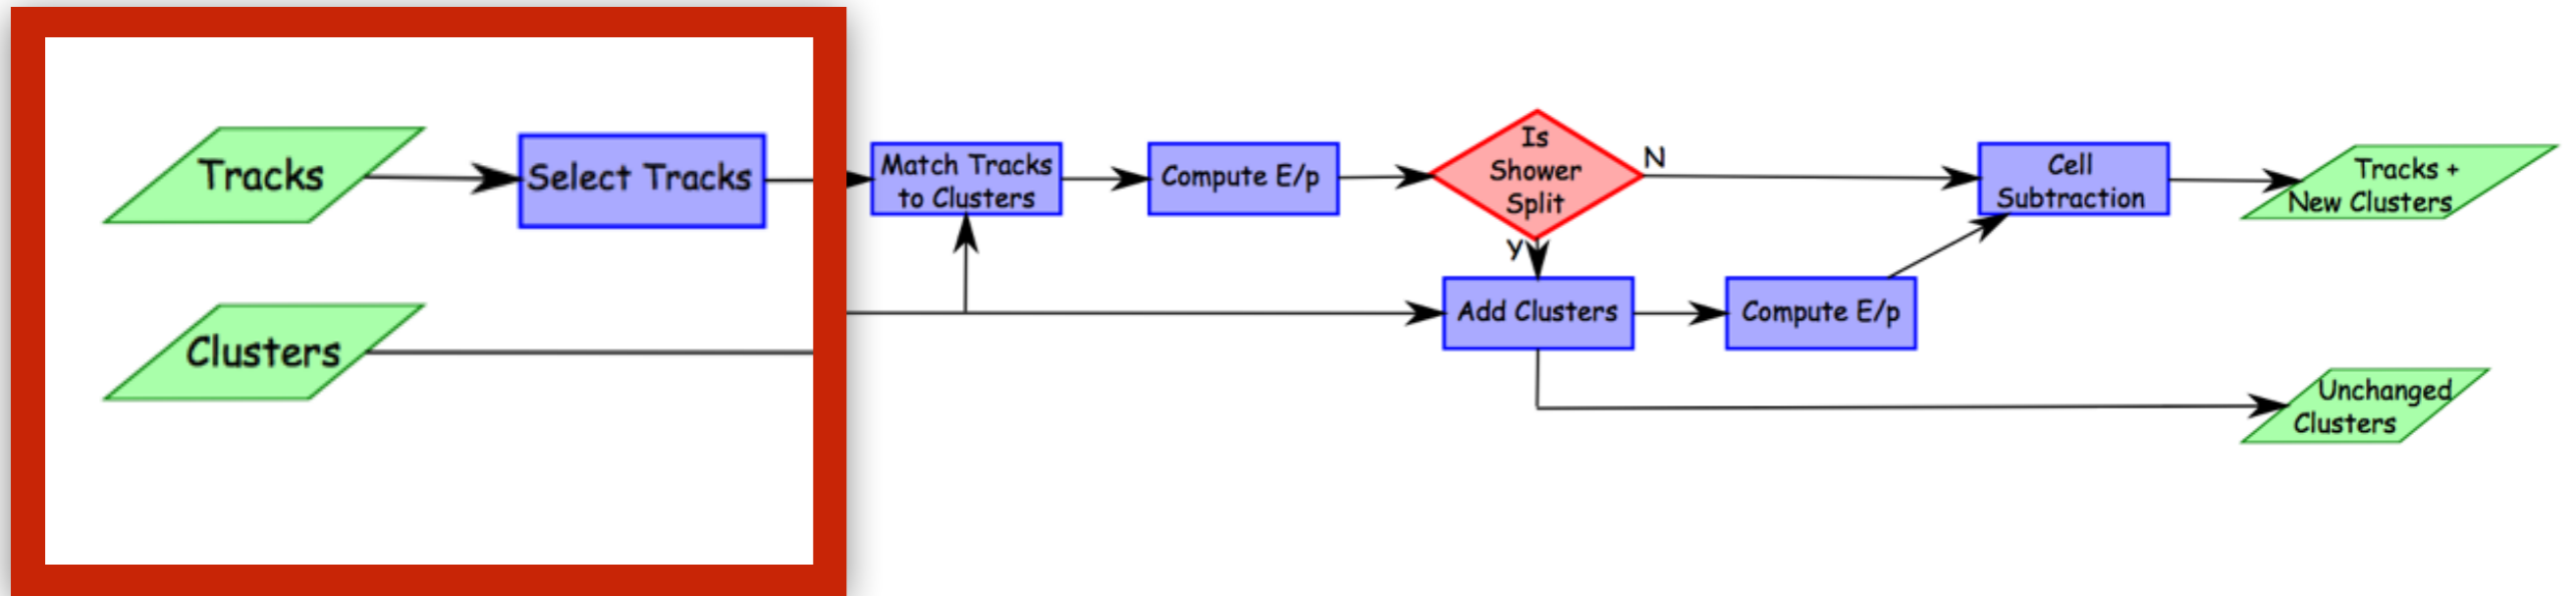 Tracks
Select Tracks
Match Tracks
to Clusters
Compute E/p
Is
Shower
Split
N
Y
Cell
Subtraction
Tracks +
New Clusters
Clusters
Add Clusters
Compute E/p
Unchanged
Clusters